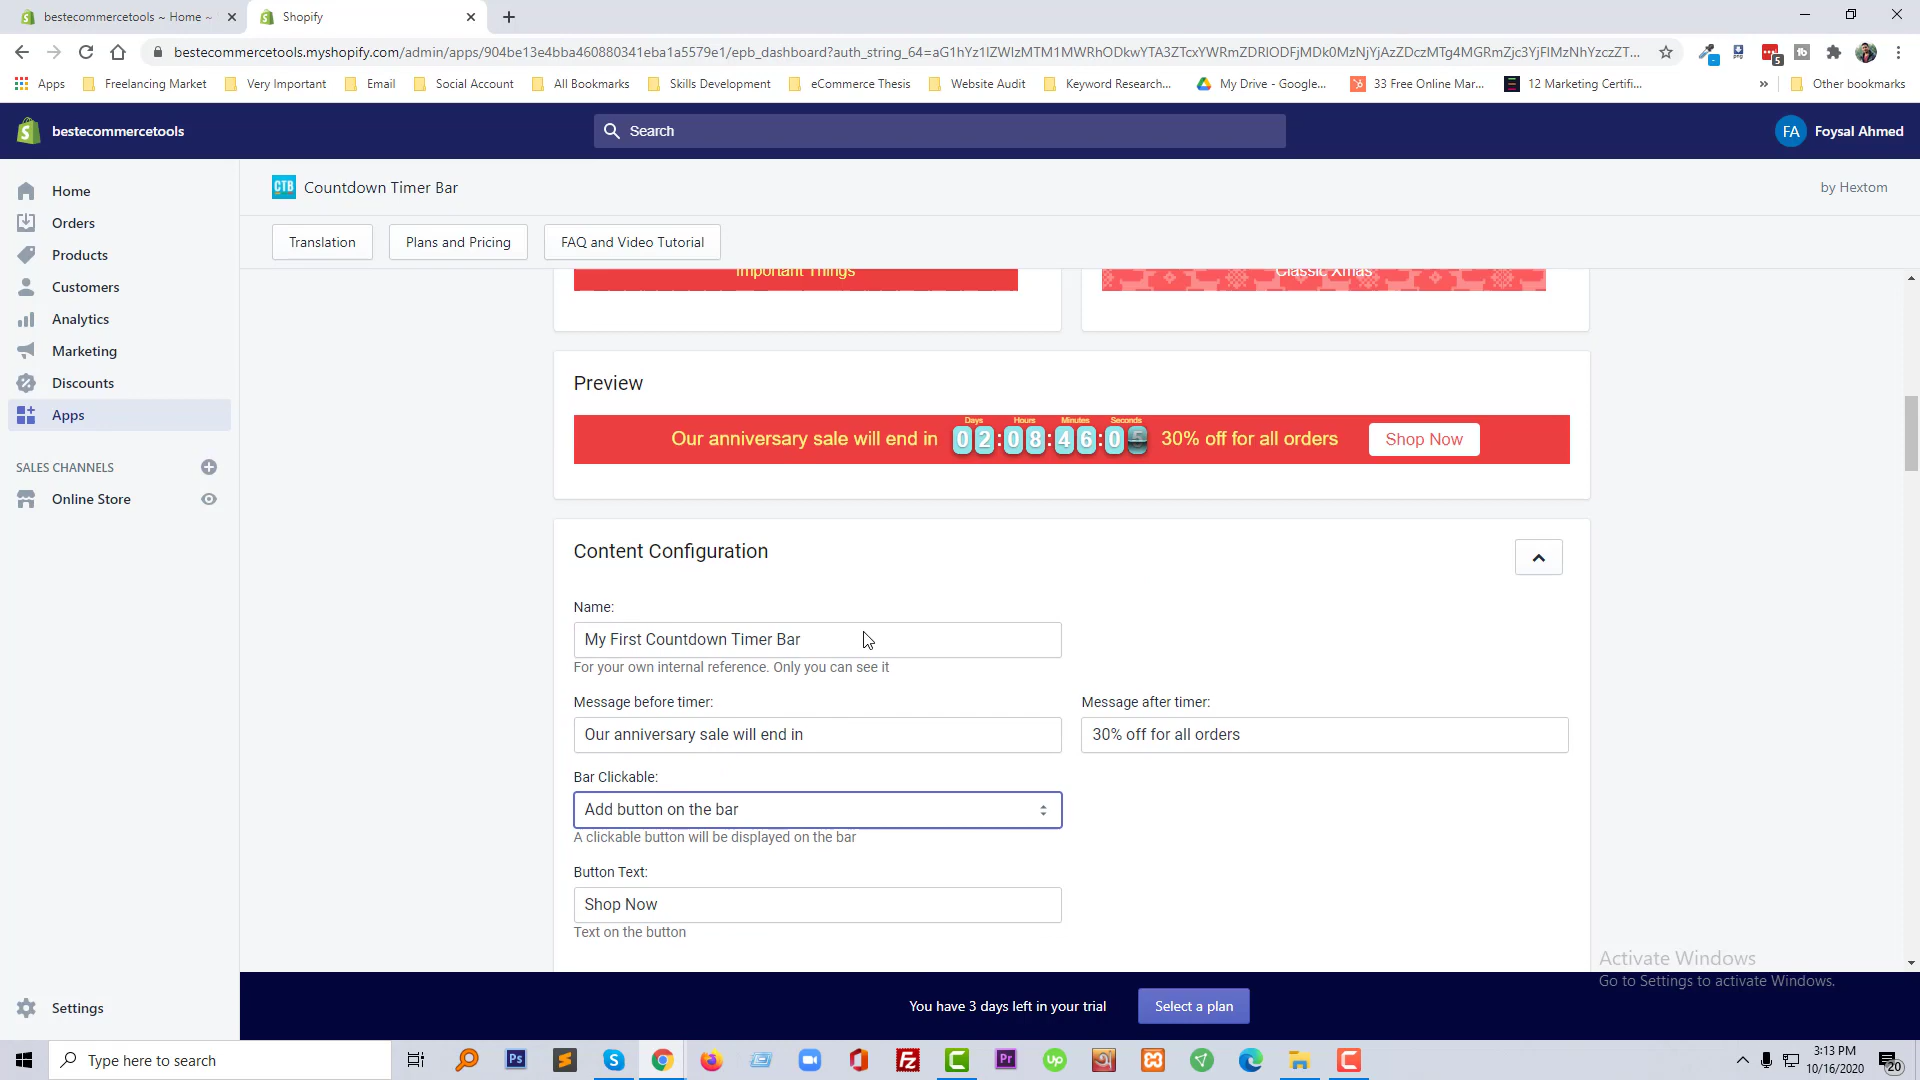 bestecommercetools ~ Home ~
Shopify
bestecommercetools.myshopify.com/admin/apps/904be13e4bba460880341eba1a5579e1/epb_dashboard?auth_string_64=
Apps
Freelancing Market
Very Important
Email
Social Account
All Bookmarks
Skills Development
eCommerce Thesis
Website Audit
Keyword Research...
My Drive - Google...
33 Free Online Mar...
12 Marketing Certifi...
»
Other bookmarks
bestecommercetools
Search
FA
Foysal Ahmed
Home
Orders
Products
Customers
Analytics
Marketing
Discounts
Apps
SALES CHANNELS
Online Store
Settings
CTB
Countdown Timer Bar
by Hextom
Translation
Plans and Pricing
FAQ and Video Tutorial
Important Things
Classic Xmas
Preview
Our anniversary sale will end in
Days Hours Minutes Seconds
02:08:46:0
30% off for all orders
Shop Now
Content Configuration
Name:
My First Countdown Timer Bar
For your own internal reference. Only you can see it
Message before timer:
Our anniversary sale will end in
Message after timer:
30% off for all orders
Bar Clickable:
Add button on the bar
A clickable button will be displayed on the bar
Button Text:
Shop Now
Text on the button
Activate Windows
Go to Settings to activate Windows.
You have 3 days left in your trial
Select a plan
Type here to search
3:13 PM
10/16/2020
20